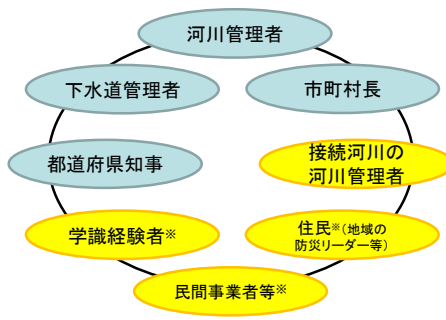 河川管理者
下水道管理者
市町村長
都道府県知事
接続河川の
河川管理者
学識経験者※
住民※(地域の
防災リーダー等)
民間事業者等※